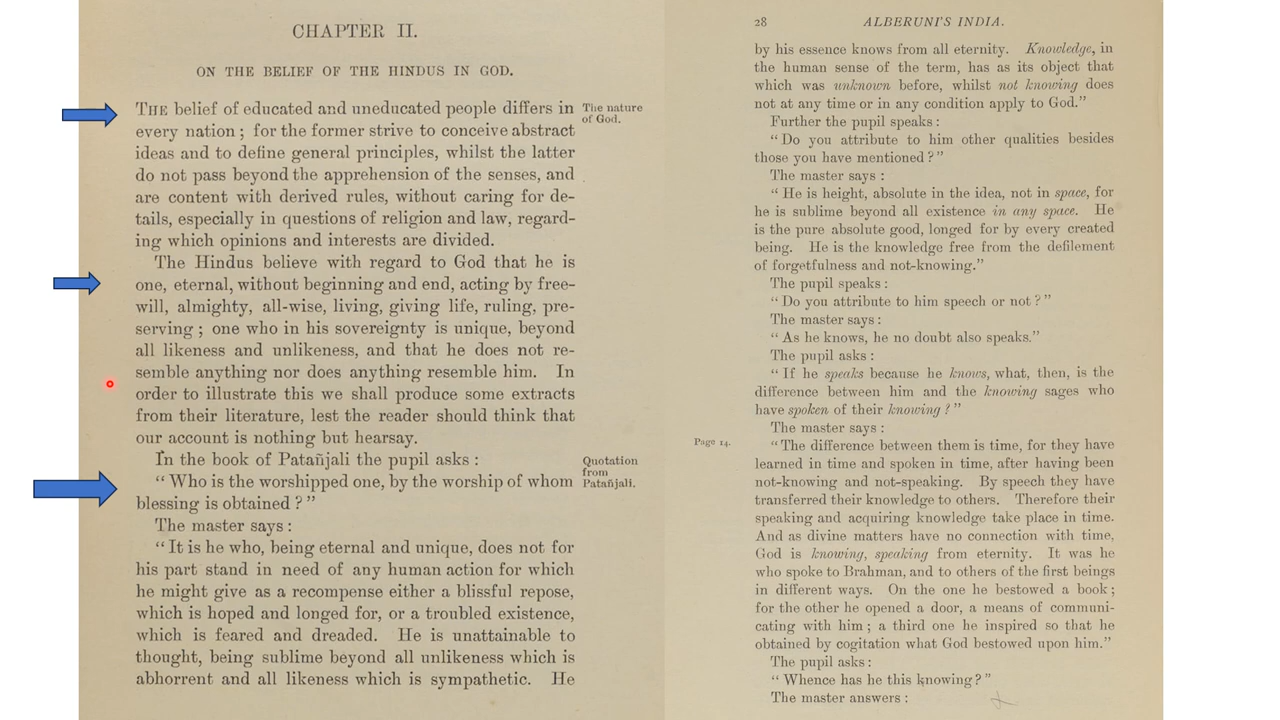 CHAPTER II.
ON THE BELIEF OF THE HINDUS IN GOD.
THE belief of educated and uneducated people differs in
every nation; for the former strive to conceive abstract
ideas and to define general principles, whilst the latter
do not pass beyond the apprehension of the senses, and
are content with derived rules, without caring for de-
tails, especially in questions of religion and law, regard-
ing which opinions and interests are divided.
The Hindus believe with regard to God that he is
one, eternal, without beginning and end, acting by free-
will, almighty, all-wise, living, giving life, ruling, pre-
serving; one who in his sovereignty is unique, beyond
all likeness and unlikeness, and that he does not re-
semble anything nor does anything resemble him. In
order to illustrate this we shall produce some extracts
from their literature, lest the reader should think that
our account is nothing but hearsay.
In the book of Patañjali the pupil asks:
"Who is the worshipped one, by the worship of whom
blessing is obtained?"
The master says:
"It is he who, being eternal and unique, does not for
his part stand in need of any human action for which
he might give as a recompense either a blissful repose,
which is hoped and longed for, or a troubled existence,
which is feared and dreaded. He is unattainable to
thought, being sublime beyond all unlikeness which is
abhorrent and all likeness which is sympathetic. He
The nature
of God.
Quotation
from
Patañjali.
28 ALBERUNI'S INDIA.
by his essence knows from all eternity. Knowledge, in
the human sense of the term, has as its object that
which was unknown before, whilst not knowing does
not at any time or in any condition apply to God."
Further the pupil speaks:
"Do you attribute to him other qualities besides
those you have mentioned?"
The master says:
"He is height, absolute in the idea, not in space, for
he is sublime beyond all existence in any space. He
is the pure absolute good, longed for by every created
being. He is the knowledge free from the defilement
of forgetfulness and not-knowing."
The pupil speaks:
"Do you attribute to him speech or not?"
The master says:
"As he knows, he no doubt also speaks."
The pupil asks:
"If he speaks because he knows, what, then, is the
difference between him and the knowing sages who
have spoken of their knowing?"
The master says:
Page 14.
"The difference between them is time, for they have
learned in time and spoken in time, after having been
not-knowing and not-speaking. By speech they have
transferred their knowledge to others. Therefore their
speaking and acquiring knowledge take place in time.
And as divine matters have no connection with time,
God is knowing, speaking from eternity. It was he
who spoke to Brahman, and to others of the first beings
in different ways. On the one he bestowed a book;
for the other he opened a door, a means of communi-
cating with him; a third one he inspired so that he
obtained by cogitation what God bestowed upon him."
The pupil asks:
"Whence has he this knowing?"
The master answers: